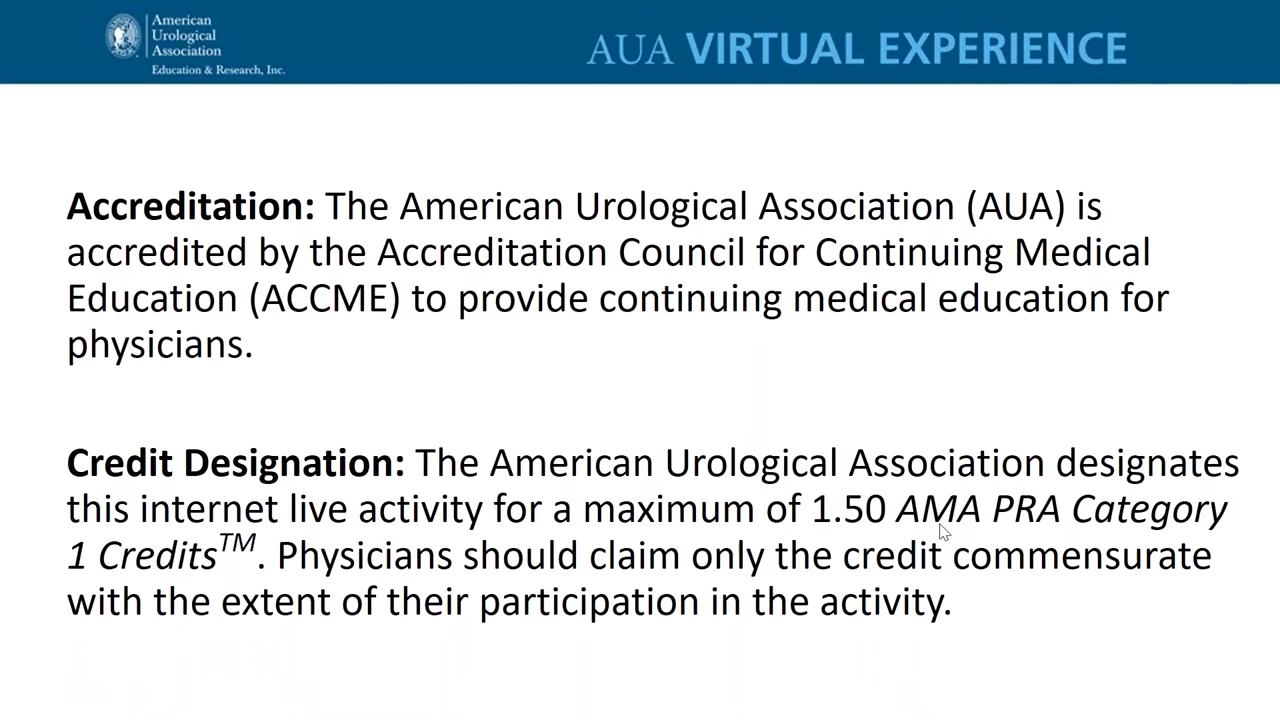 American
Urological
Association
Education & Research, Inc.
AUA VIRTUAL EXPERIENCE
Accreditation: The American Urological Association (AUA) is
accredited by the Accreditation Council for Continuing Medical
Education (ACCME) to provide continuing medical education for
physicians.
Credit Designation: The American Urological Association designates
this internet live activity for a maximum of 1.50 AMA PRA Category
1 Credits™. Physicians should claim only the credit commensurate
with the extent of their participation in the activity.